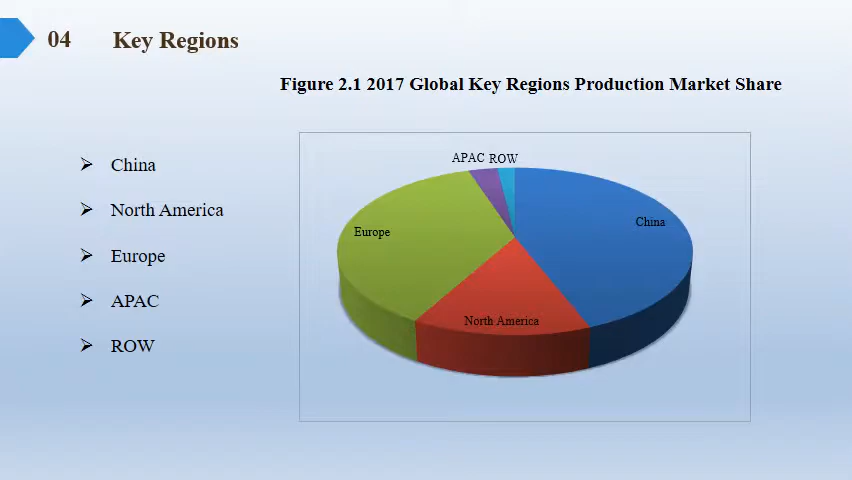 04 Key Regions
Figure 2.1 2017 Global Key Regions Production Market Share
China
North America
Europe
APAC
ROW
APAC ROW
China
Europe
North America